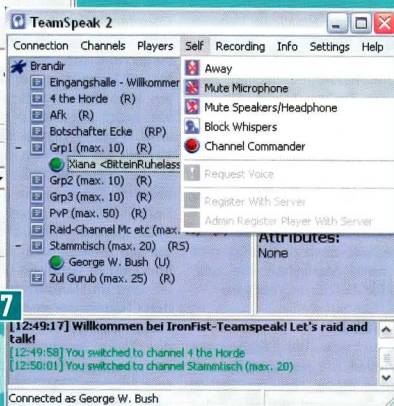 TeamSpeak 2
Connection Channels Players Self Recording Info Settings Help
Brandir
Eingangshalle - Willkommen
4 the Horde (R)
Afk (R)
Botschafter Ecke (RP)
Grp1 (max. 10) (R)
Xiana <BitteinRuhelass
Grp2 (max. 10) (R)
Grp3 (max. 10) (R)
PvP (max. 50) (R)
Raid-Channel Mc etc (max.
Stammtisch (max. 20) (RS)
George W. Bush (U)
Zul Gurub (max. 25) (R)
Away
Mute Microphone
Mute Speakers/Headphone
Block Whispers
Channel Commander
Request Voice
Register With Server
Admin Register Player With Server
Attributes:
None
7
[12:49:17] Willkommen bei IronFist-Teamspeak! Let's raid and
talk!
[12:49:58] You switched to channel 4 the Horde
[12:50:01] You switched to channel Stammtisch (max. 20)
Connected as George W. Bush